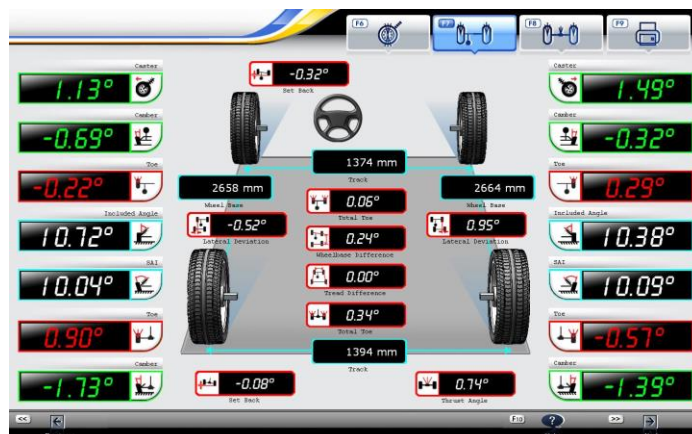 F6 F7 F8 F9
Caster -0.32° Caster
1.13° Set Back 1.49°
Camber Camber
-0.69° -0.32°
Toe 1374 mm Toe
-0.22° Track 0.29°
2658 mm 2664 mm
Wheel Base 0.06° Wheel Base
Included Angle Total Toe Included Angle
10.72° -0.52° 0.95° 10.38°
Lateral Deviation 0.24° Lateral Deviation
Wheelbase Difference
SAI SAI
10.04° 0.00° 10.09°
Tread Difference
Toe Toe
0.90° 0.34° -0.57°
Total Toe
1394 mm
Camber Track Camber
-1.73° -0.08° 0.74° -1.39°
Set Back Thrust Angle
<< F10 ? >>